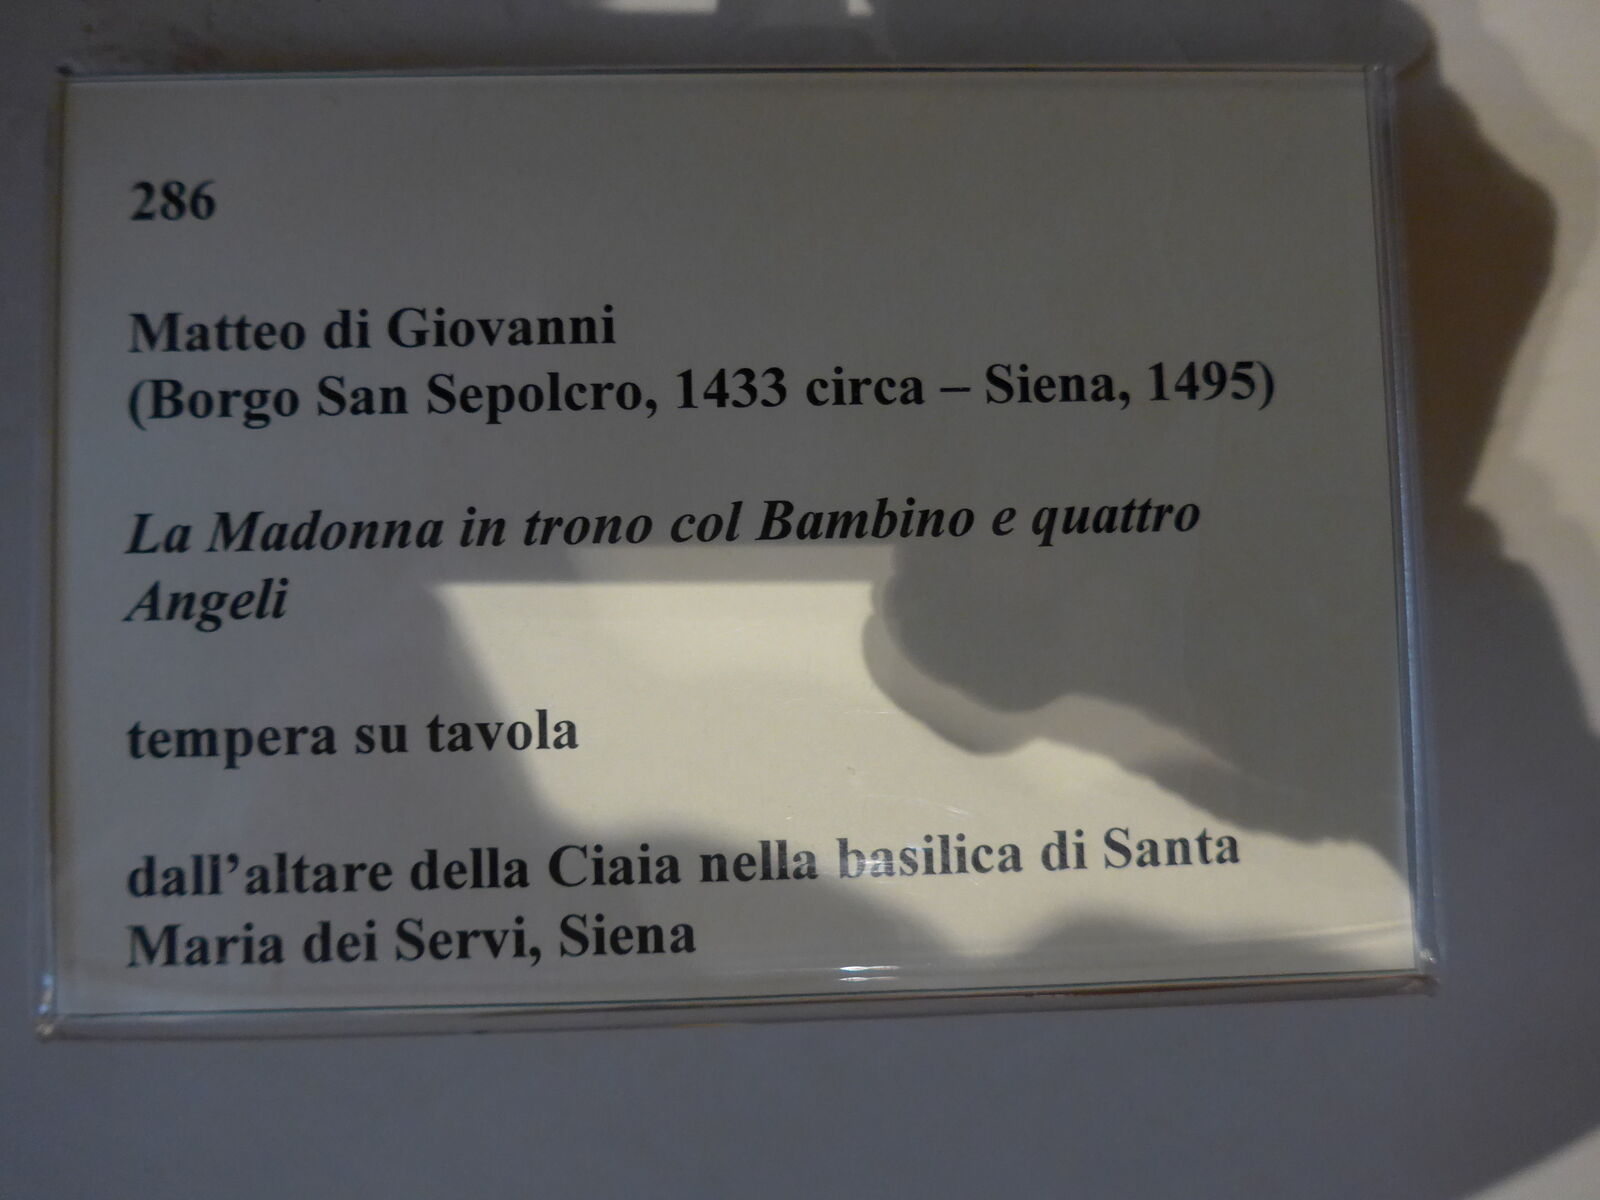 286
Matteo di Giovanni
(Borgo San Sepolcro, 1433 circa – Siena, 1495)
La Madonna in trono col Bambino e quattro
Angeli
tempera su tavola
dall’altare della Ciaia nella basilica di Santa
Maria dei Servi, Siena